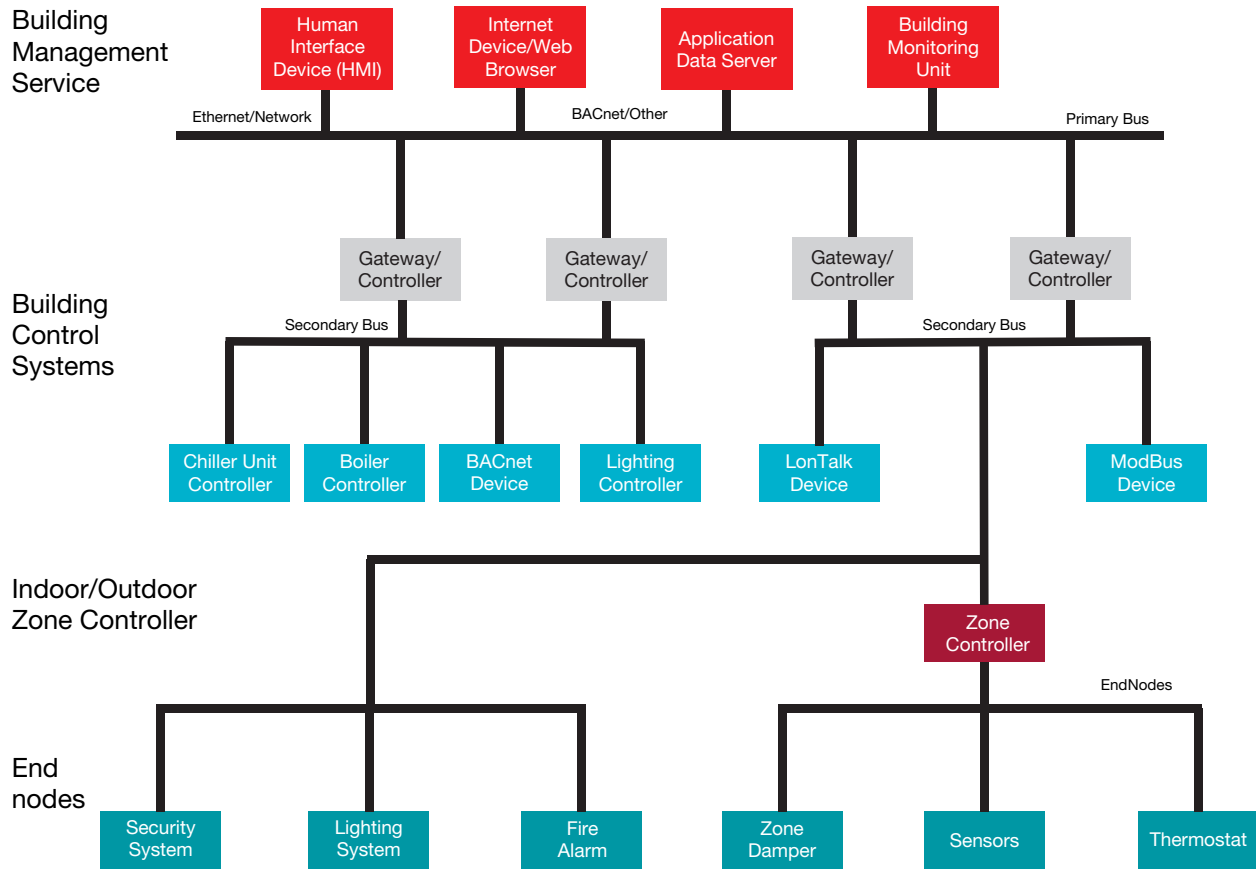 Building
Management
Service
Human
Interface
Device (HMI)
Internet
Device/Web
Browser
Application
Data Server
Building
Monitoring
Unit
Ethernet/Network
BACnet/Other
Primary Bus
Building
Control
Systems
Gateway/
Controller
Gateway/
Controller
Gateway/
Controller
Gateway/
Controller
Secondary Bus
Secondary Bus
Chiller Unit
Controller
Boiler
Controller
BACnet
Device
Lighting
Controller
LonTalk
Device
ModBus
Device
Indoor/Outdoor
Zone Controller
Zone
Controller
EndNodes
End
nodes
Security
System
Lighting
System
Fire
Alarm
Zone
Damper
Sensors
Thermostat